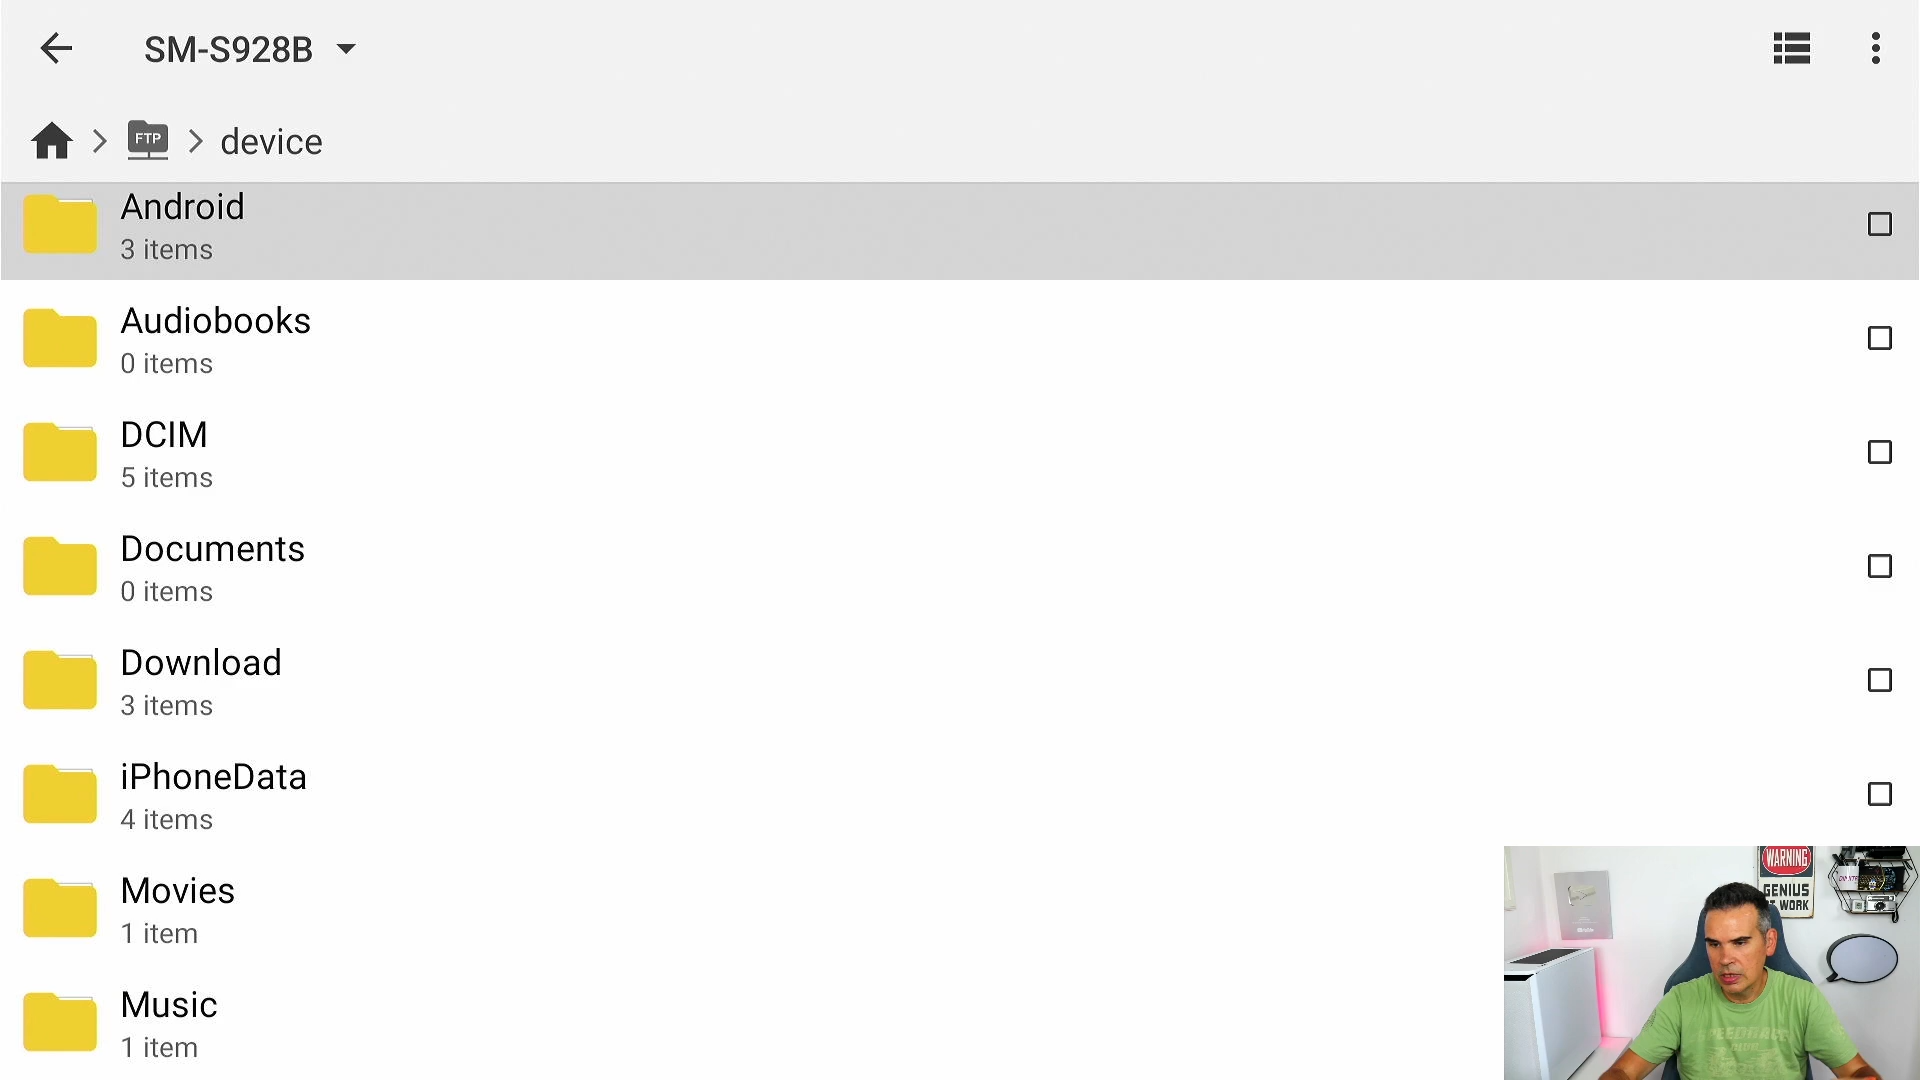 SM-S928B
FTP
device
Android
3 items
Audiobooks
0 items
DCIM
5 items
Documents
0 items
Download
3 items
iPhoneData
4 items
Movies
1 item
Music
1 item
WARNING
GENIUS
AT WORK